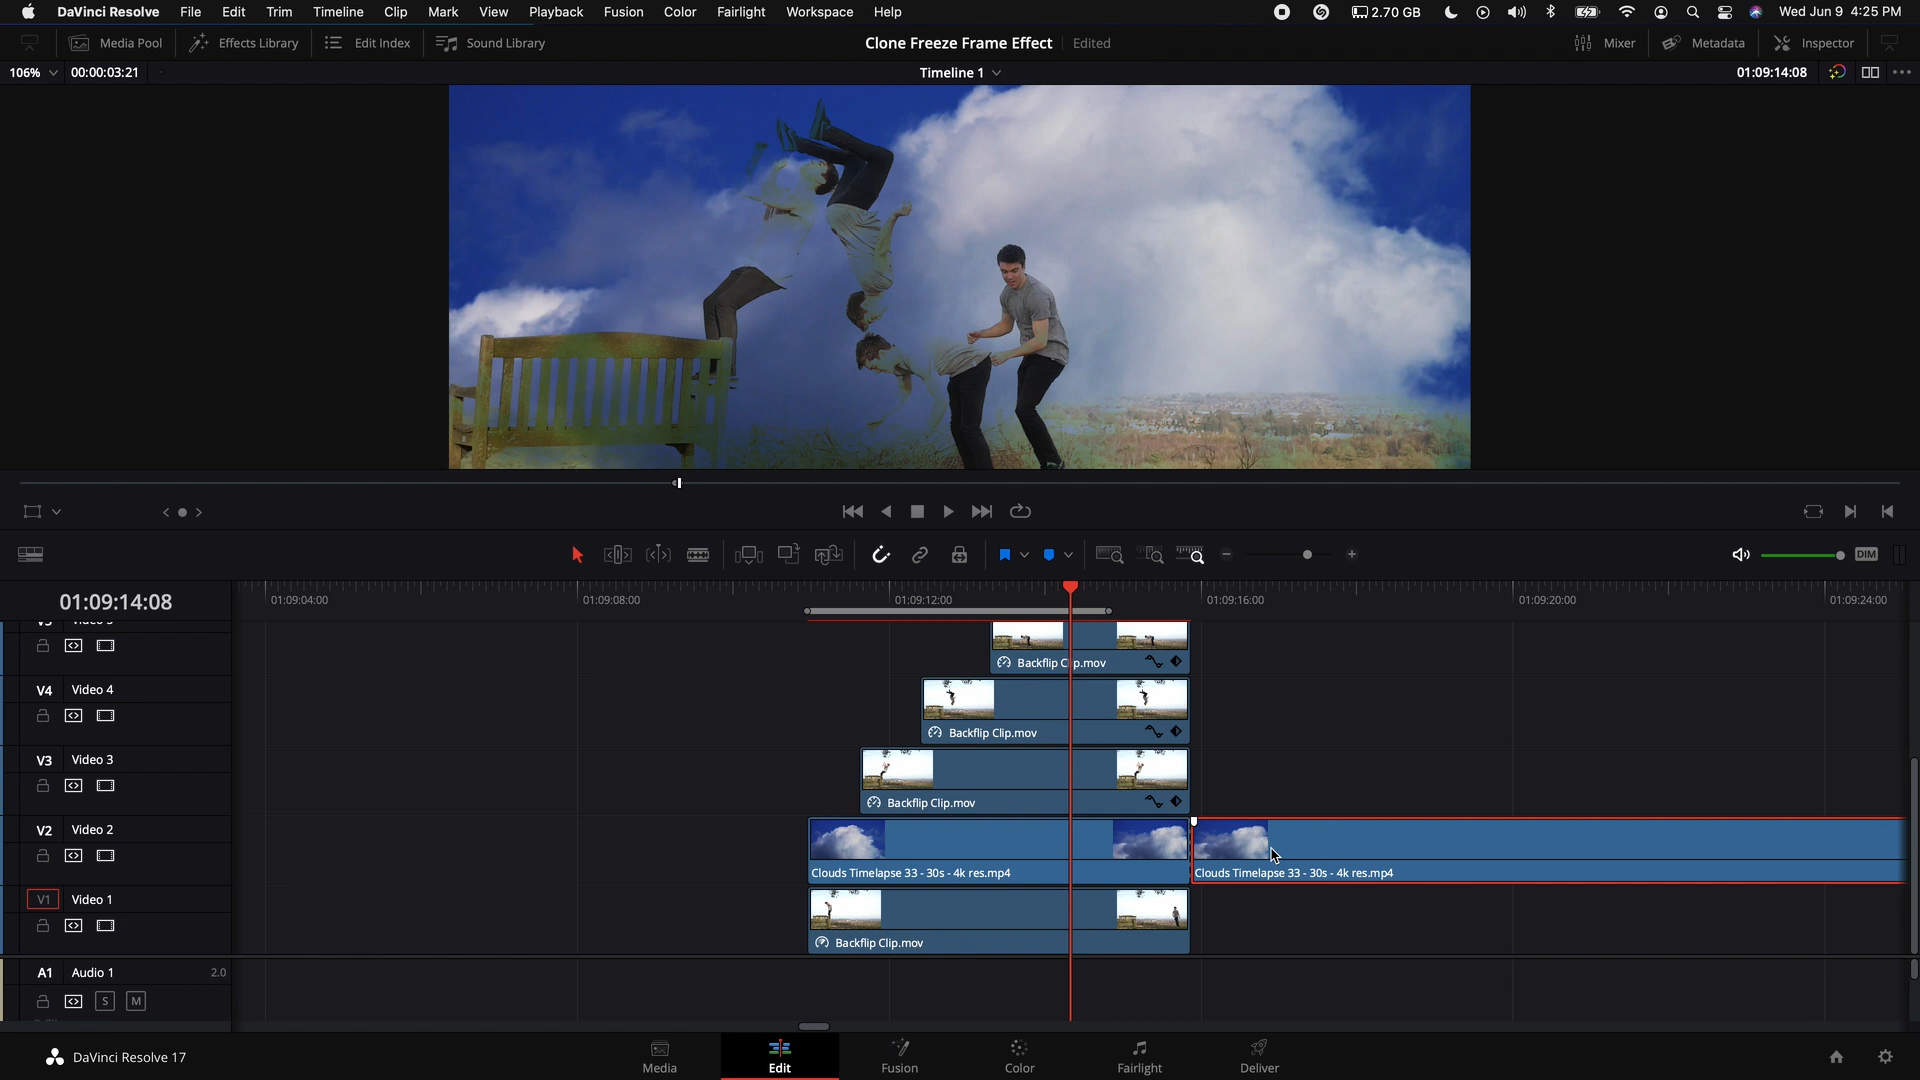 DaVinci Resolve File Edit Trim Timeline Clip Mark View Playback Fusion Color Fairlight Workspace Help 2.70 GB Wed Jun 9 4:25 PM
Media Pool Effects Library Edit Index Sound Library Clone Freeze Frame Effect Edited Mixer Metadata Inspector
106% 00:00:03:21 Timeline 1 01:09:14:08
DIM
01:09:14:08 01:09:04:00 01:09:08:00 01:09:12:00 01:09:16:00 01:09:20:00 01:09:24:00
Backflip Clip.mov
V4 Video 4
Backflip Clip.mov
V3 Video 3
Backflip Clip.mov
V2 Video 2
Clouds Timelapse 33 - 30s - 4k res.mp4 Clouds Timelapse 33 - 30s - 4k res.mp4
V1 Video 1
Backflip Clip.mov
A1 Audio 1 2.0
S M
DaVinci Resolve 17 Media Edit Fusion Color Fairlight Deliver